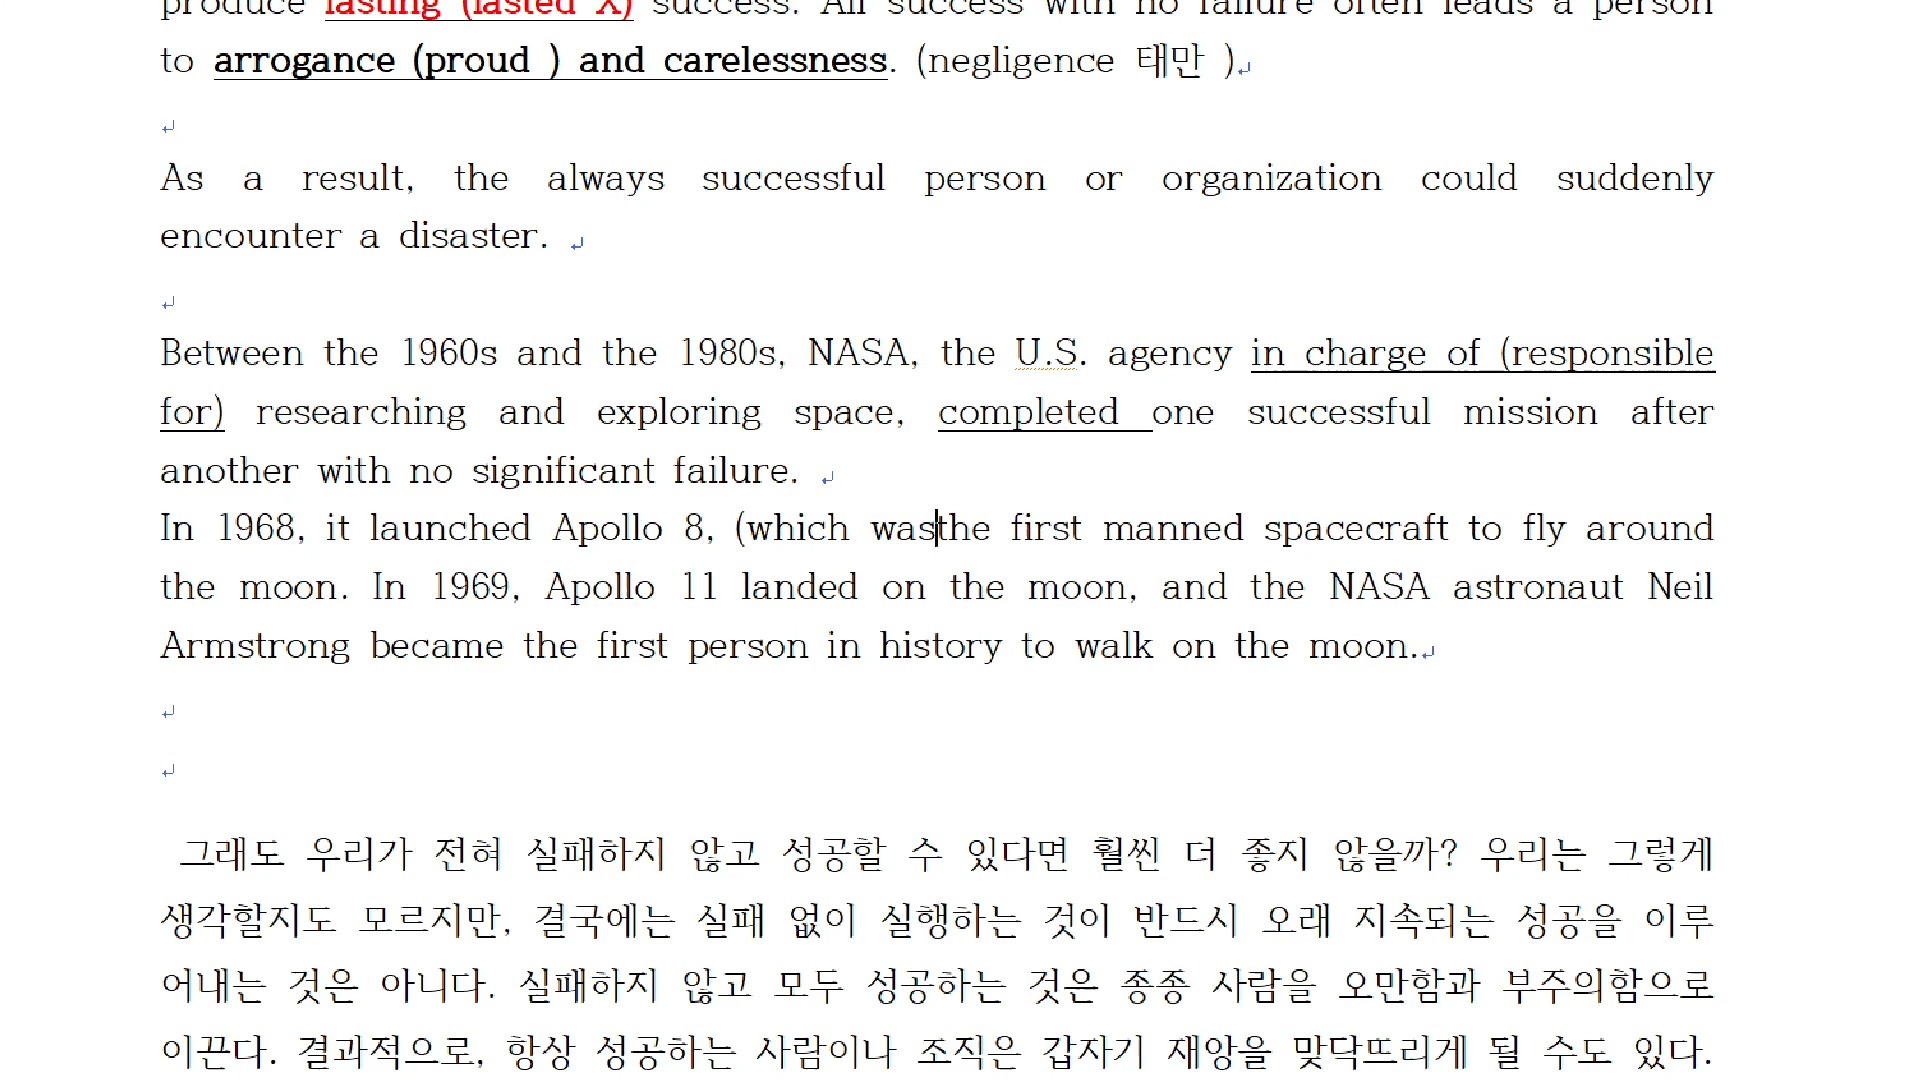 produce lasting (lasted X) success. All success with no failure often leads a person
to arrogance (proud ) and carelessness. (negligence 태만 )
As a result, the always successful person or organization could suddenly
encounter a disaster.
Between the 1960s and the 1980s, NASA, the U.S. agency in charge of (responsible
for) researching and exploring space, completed one successful mission after
another with no significant failure.
In 1968, it launched Apollo 8, (which wasthe first manned spacecraft to fly around
the moon. In 1969, Apollo 11 landed on the moon, and the NASA astronaut Neil
Armstrong became the first person in history to walk on the moon.
그래도 우리가 전혀 실패하지 않고 성공할 수 있다면 훨씬 더 좋지 않을까? 우리는 그렇게
생각할지도 모르지만, 결국에는 실패 없이 실행하는 것이 반드시 오래 지속되는 성공을 이루
어내는 것은 아니다. 실패하지 않고 모두 성공하는 것은 종종 사람을 오만함과 부주의함으로
이끈다. 결과적으로, 항상 성공하는 사람이나 조직은 갑자기 재앙을 맞닥뜨리게 될 수도 있다.